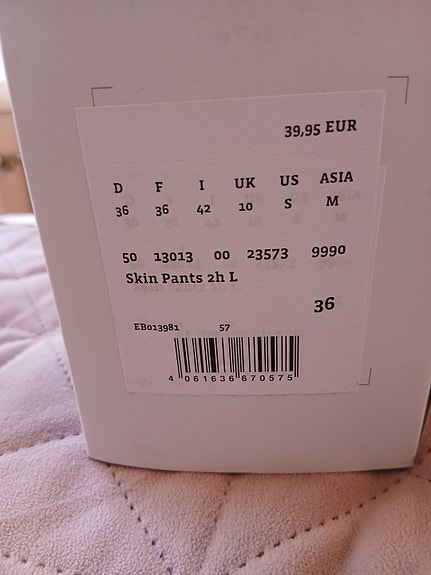 39,95 EUR
D F I UK US ASIA
36 36 42 10 S M
50 13013 00 23573 9990
Skin Pants 2h L
36
EB013981 57
4 061636 670575